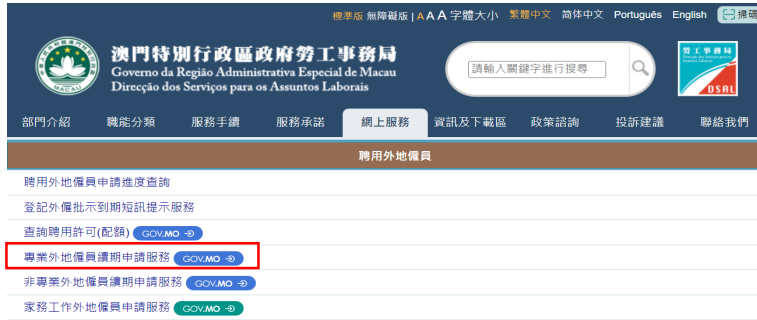 標準版 無障礙版 | A A A 字體大小 繁體中文 简体中文 Português English 掃碼
澳門特別行政區政府勞工事務局
Governo da Região Administrativa Especial de Macau
Direcção dos Serviços para os Assuntos Laborais
MACAU
請輸入關鍵字進行搜尋
勞工事務局
DSAL
部門介紹 職能分類 服務手續 服務承諾 網上服務 資訊及下載區 政策諮詢 投訴建議 聯絡我們
聘用外地僱員
聘用外地僱員申請進度查詢
登記外僱批示到期短訊提示服務
查詢聘用許可(配額) GOV.MO
專業外地僱員續期申請服務 GOV.MO
非專業外地僱員續期申請服務 GOV.MO
家務工作外地僱員申請服務 GOV.MO